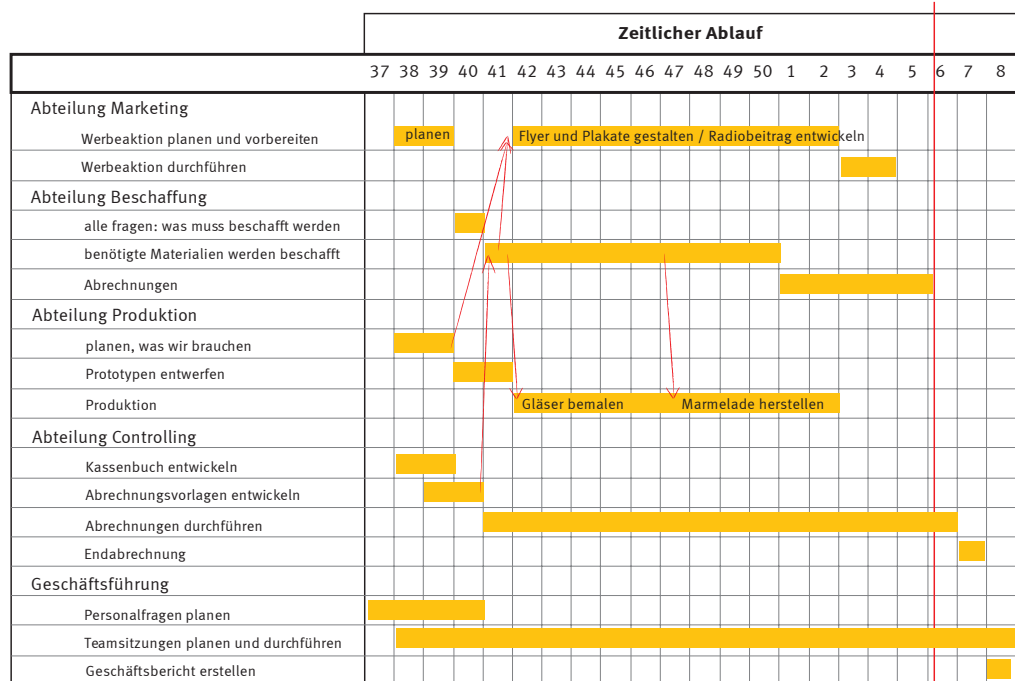 Zeitlicher Ablauf
37 38 39 40 41 42 43 44 45 46 47 48 49 50 1 2 3 4 5 6 7 8
Abteilung Marketing
Werbeaktion planen und vorbereiten planen Flyer und Plakate gestalten / Radiobeitrag entwickeln
Werbeaktion durchführen
Abteilung Beschaffung
alle fragen: was muss beschafft werden
benötigte Materialien werden beschafft
Abrechnungen
Abteilung Produktion
planen, was wir brauchen
Prototypen entwerfen
Produktion Gläser bemalen Marmelade herstellen
Abteilung Controlling
Kassenbuch entwickeln
Abrechnungsvorlagen entwickeln
Abrechnungen durchführen
Endabrechnung
Geschäftsführung
Personalfragen planen
Teamsitzungen planen und durchführen
Geschäftsbericht erstellen